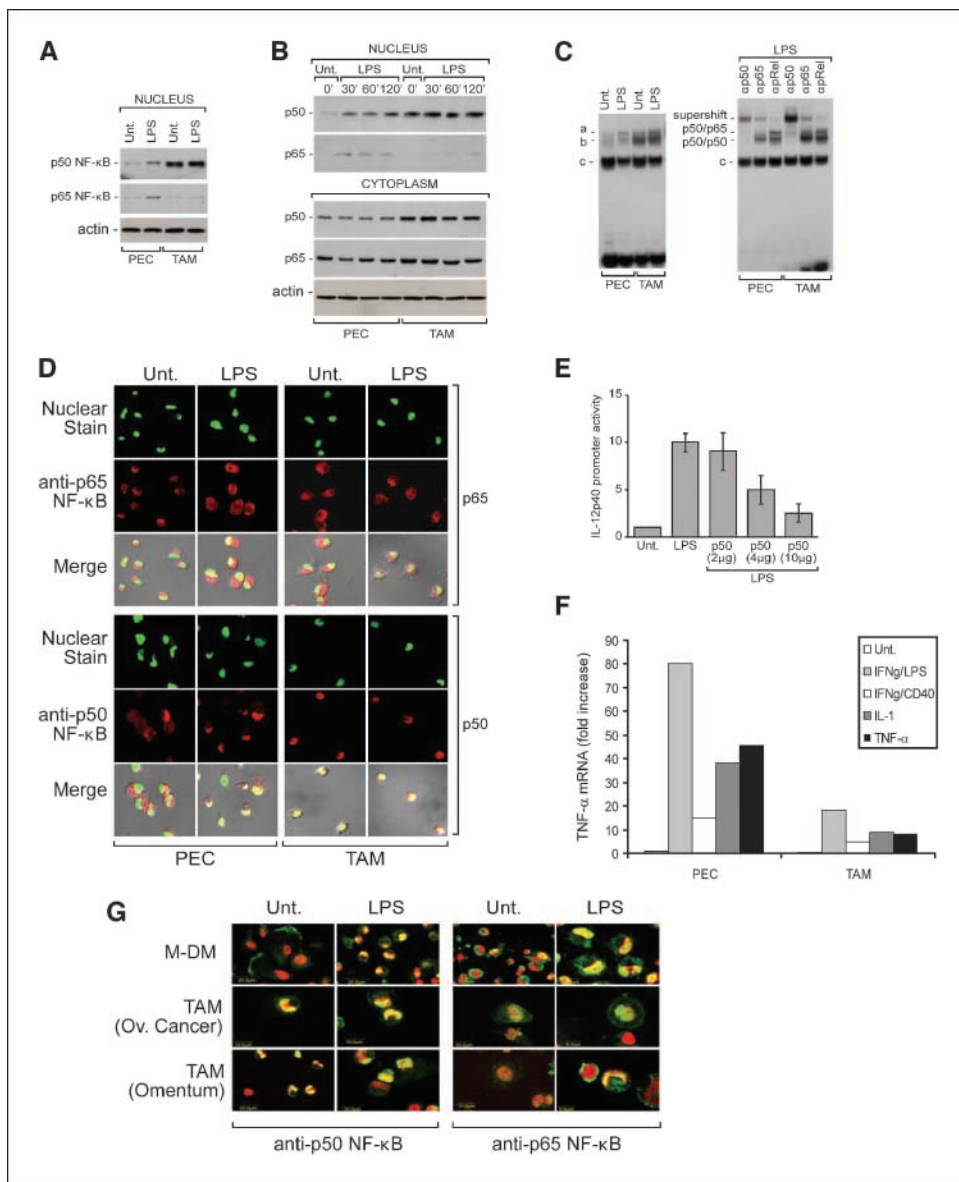 A
NUCLEUS
Unt. LPS Unt. LPS
p50 NF-κB
p65 NF-κB
actin
PEC TAM
B
NUCLEUS
Unt. LPS Unt. LPS
0' 30' 60' 120' 0' 30' 60' 120'
p50
p65
CYTOPLASM
p50
p65
actin
PEC TAM
C
Unt. LPS Unt. LPS
a
b
c
PEC TAM
LPS
αp50 αp65 αpRel αp50 αp65 αpRel
supershift
p50/p65
p50/p50
c
PEC TAM
D
Unt. LPS Unt. LPS
Nuclear
Stain
anti-p65
NF-κB
Merge
p65
Nuclear
Stain
anti-p50
NF-κB
Merge
p50
PEC TAM
E
IL-12p40 promoter activity
15
10
5
0
Unt. LPS p50 p50 p50
(2μg) (4μg) (10μg)
LPS
F
TNF-α mRNA (fold increase)
90
80
70
60
50
40
30
20
10
0
PEC TAM
Unt.
IFNg/LPS
IFNg/CD40
IL-1
TNF-α
G
Unt. LPS Unt. LPS
M-DM
TAM
(Ov. Cancer)
TAM
(Omentum)
anti-p50 NF-κB anti-p65 NF-κB